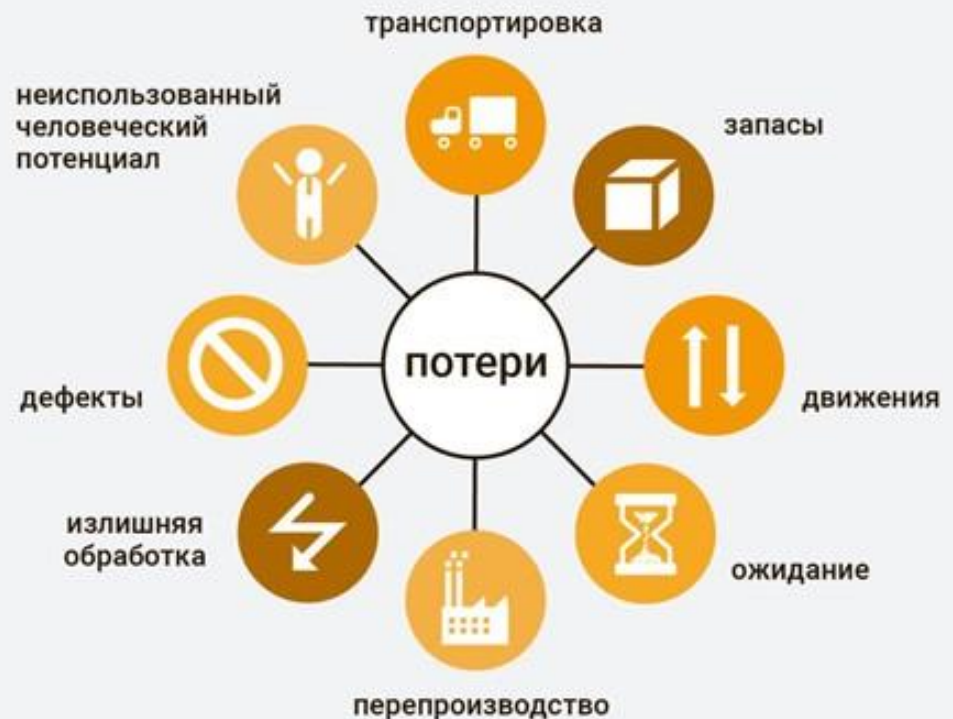 транспортировка
неиспользованный
человеческий
потенциал
запасы
потери
дефекты
движения
излишняя
обработка
ожидание
перепроизводство